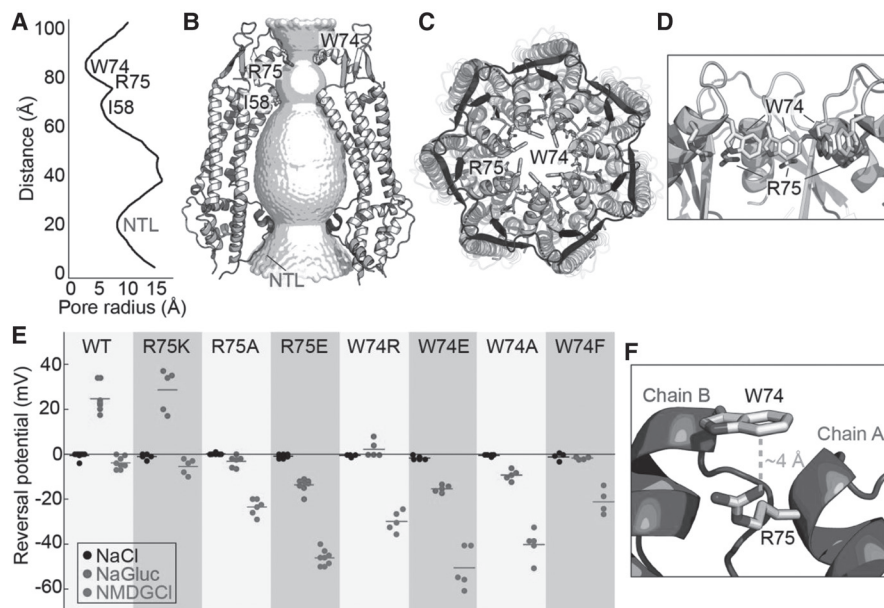 A
100
80
60
40
20
0
Distance (Å)
W74
R75
I58
NTL
0 5 10 15
Pore radius (Å)
B
W74
R75
I58
NTL
C
R75
W74
D
W74
R75
E
WT R75K R75A R75E W74R W74E W74A W74F
Reversal potential (mV)
40
20
0
-20
-40
-60
NaCl
NaGluc
NMDGCl
F
Chain B
W74
Chain A
~4 Å
R75